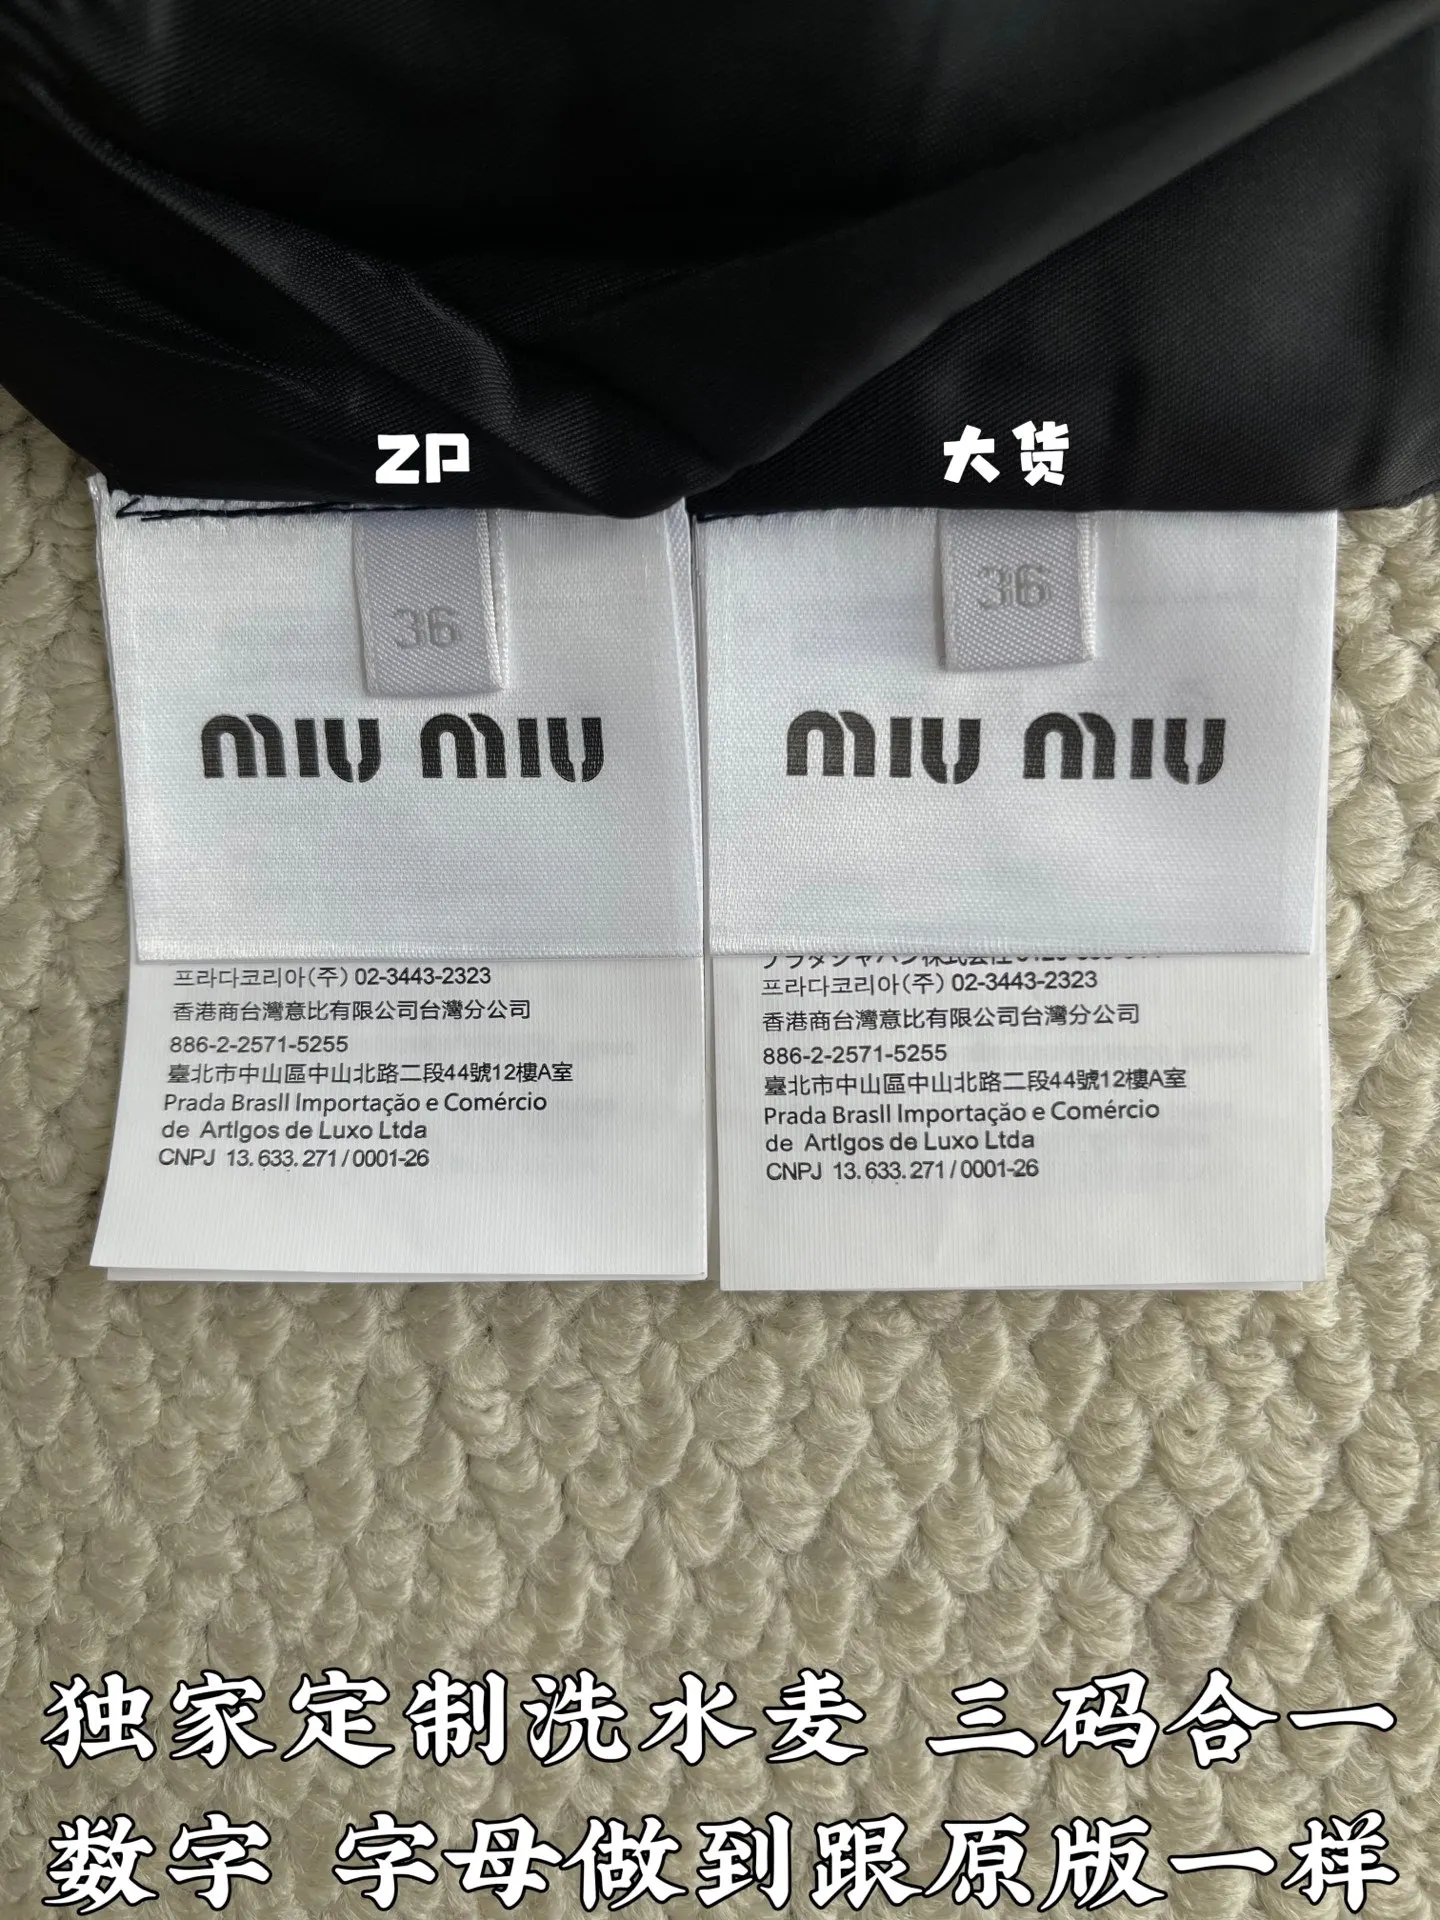 ZP
大货
36
36
miu miu
miu miu
프라다코리아(주) 02-3443-2323
香港商台灣意比有限公司台灣分公司
886-2-2571-5255
臺北市中山區中山北路二段44號12樓A室
Prada BrasIl Importação e Comércio
de ArtIgos de Luxo Ltda
CNPJ 13.633.271/0001-26
프라다코리아(주) 02-3443-2323
香港商台灣意比有限公司台灣分公司
886-2-2571-5255
臺北市中山區中山北路二段44號12樓A室
Prada BrasIl Importação e Comércio
de ArtIgos de Luxo Ltda
CNPJ 13.633.271/0001-26
独家定制洗水麦 三码合一
数字 字母做到跟原版一样